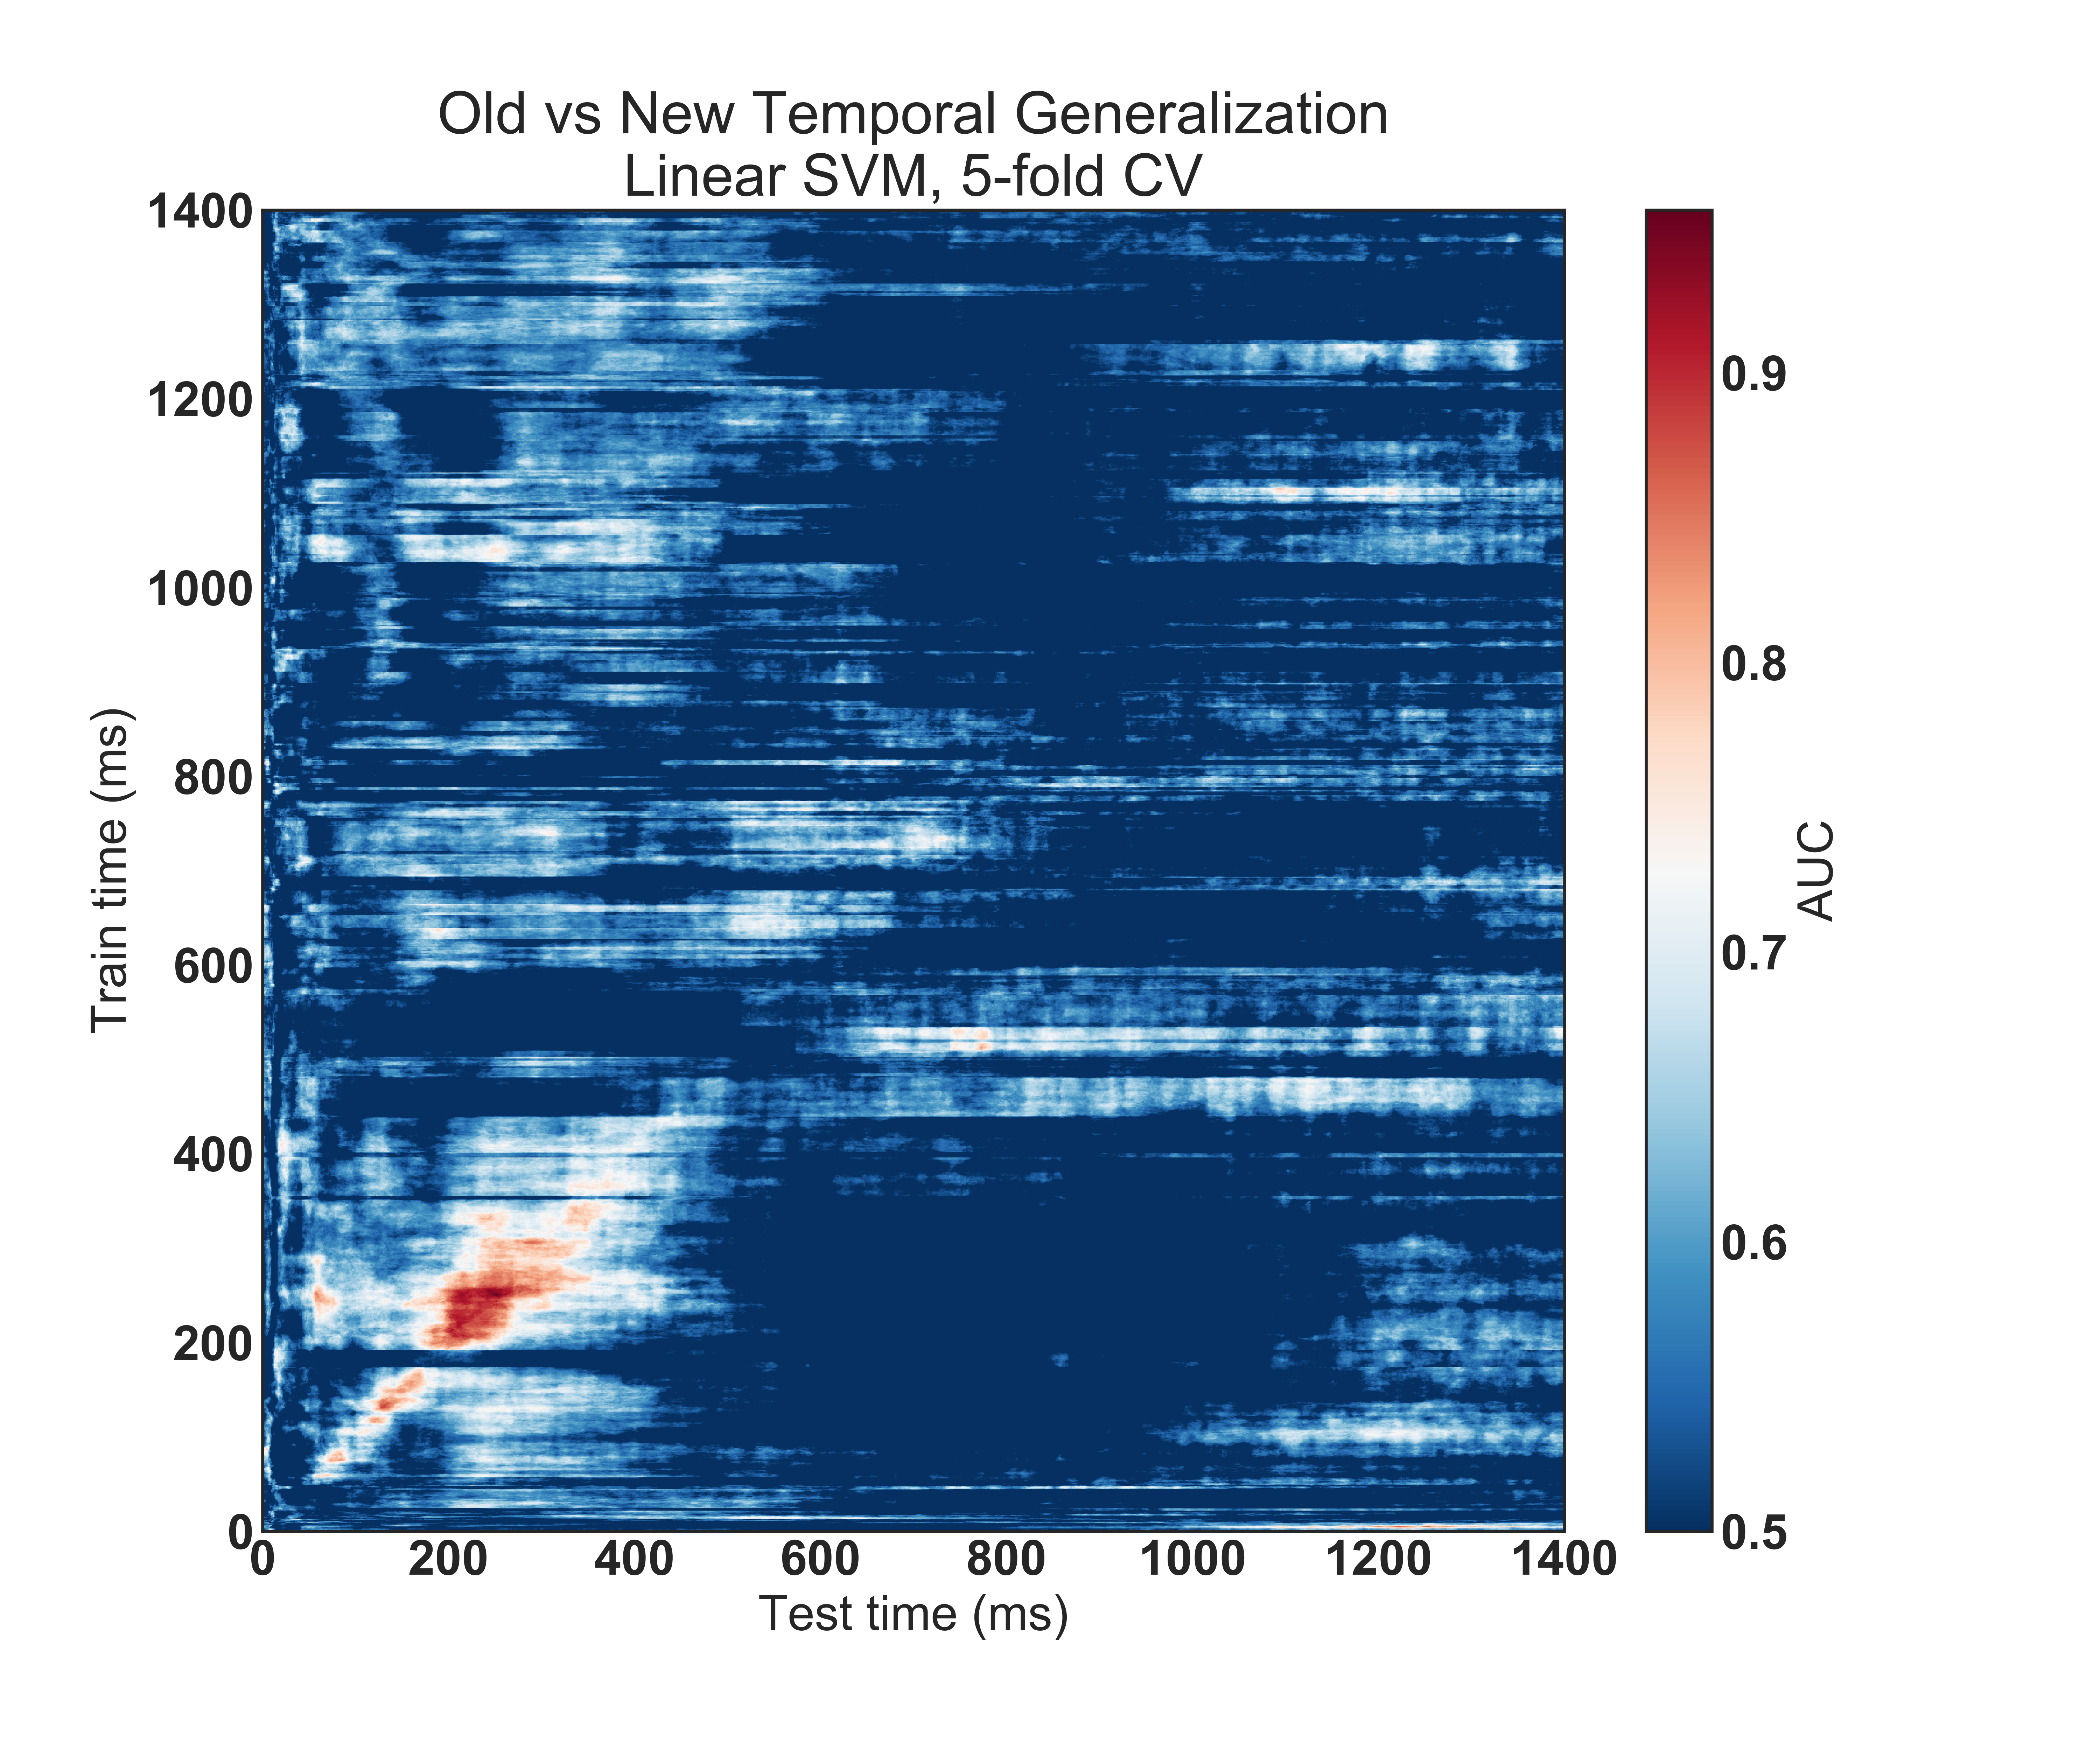 Old vs New Temporal Generalization
Linear SVM, 5-fold CV
1400
1200
1000
800
600
400
200
0
Train time (ms)
0 200 400 600 800 1000 1200 1400
Test time (ms)
0.9
0.8
0.7
0.6
0.5
AUC